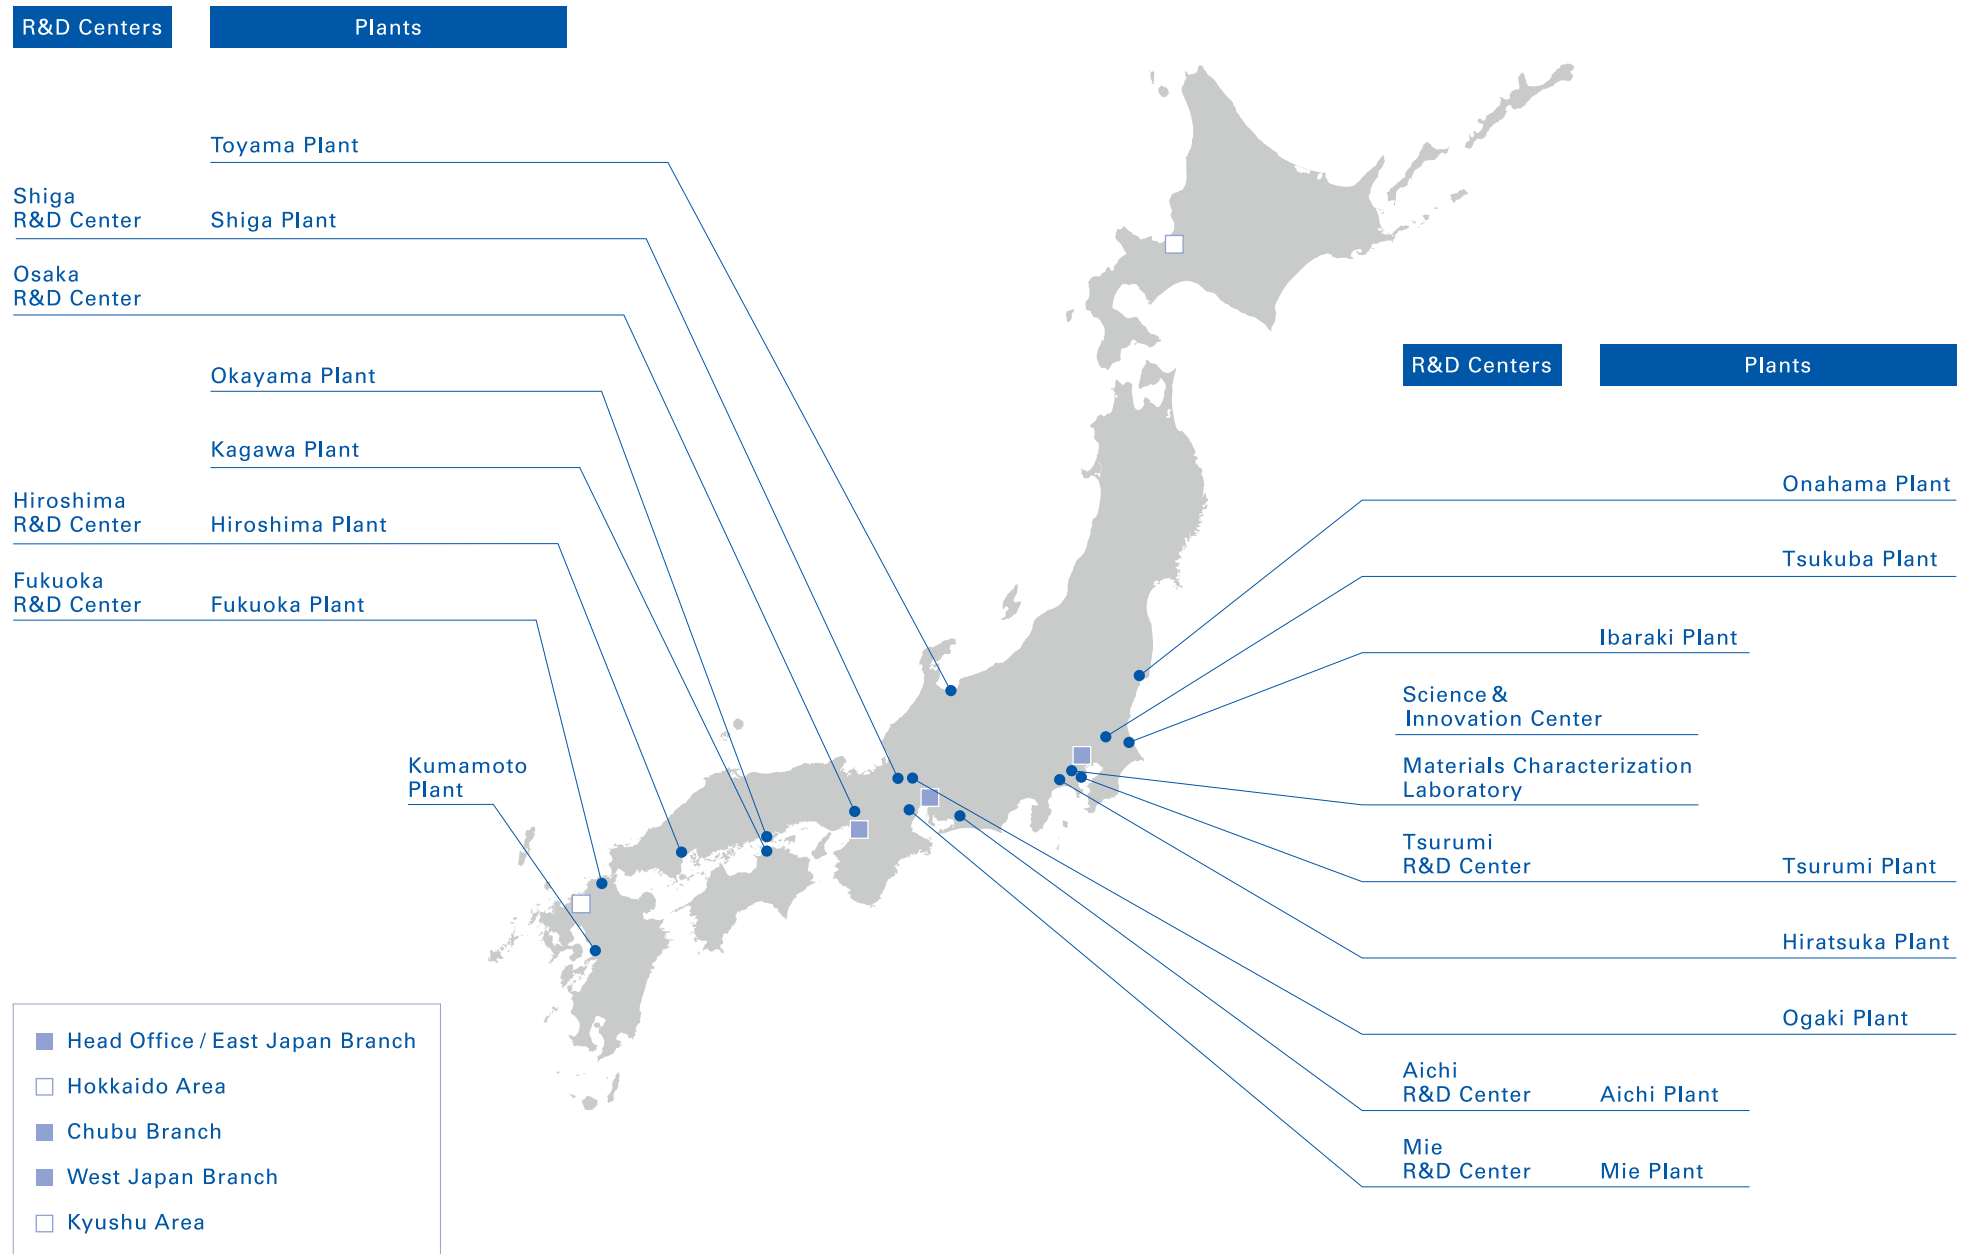 R&D Centers
Plants
Toyama Plant
Shiga
R&D Center
Shiga Plant
Osaka
R&D Center
Okayama Plant
Kagawa Plant
Hiroshima
R&D Center
Hiroshima Plant
Fukuoka
R&D Center
Fukuoka Plant
Kumamoto
Plant
R&D Centers
Plants
Onahama Plant
Tsukuba Plant
Ibaraki Plant
Science &
Innovation Center
Materials Characterization
Laboratory
Tsurumi
R&D Center
Tsurumi Plant
Hiratsuka Plant
Ogaki Plant
Aichi
R&D Center
Aichi Plant
Mie
R&D Center
Mie Plant
Head Office / East Japan Branch
Hokkaido Area
Chubu Branch
West Japan Branch
Kyushu Area